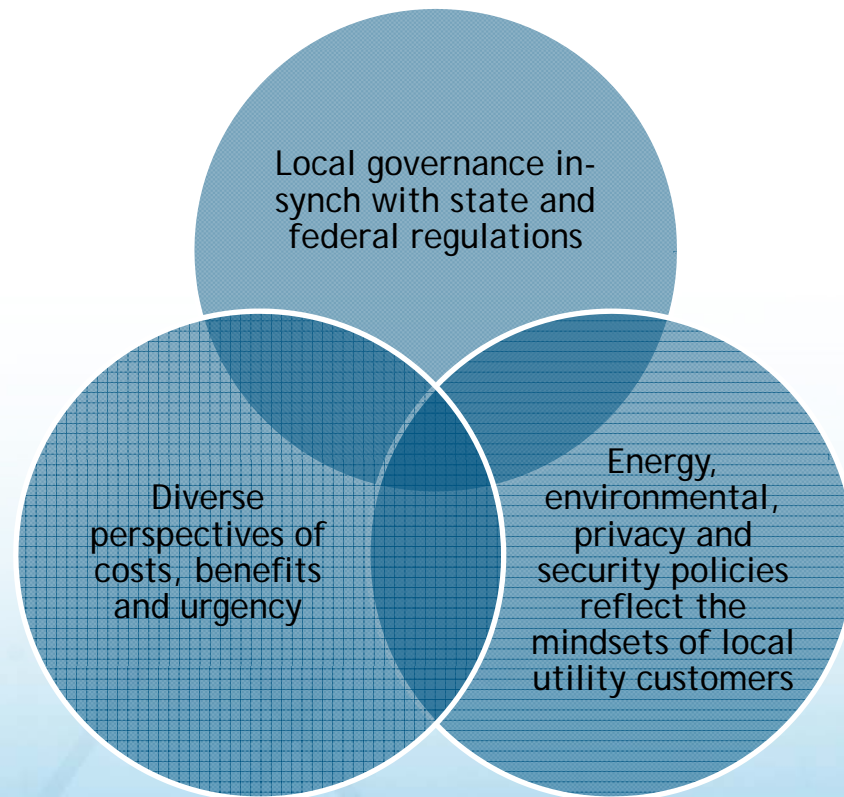 Local governance in-
synch with state and
federal regulations
Diverse
perspectives of
costs, benefits
and urgency
Energy,
environmental,
privacy and
security policies
reflect the
mindsets of local
utility customers